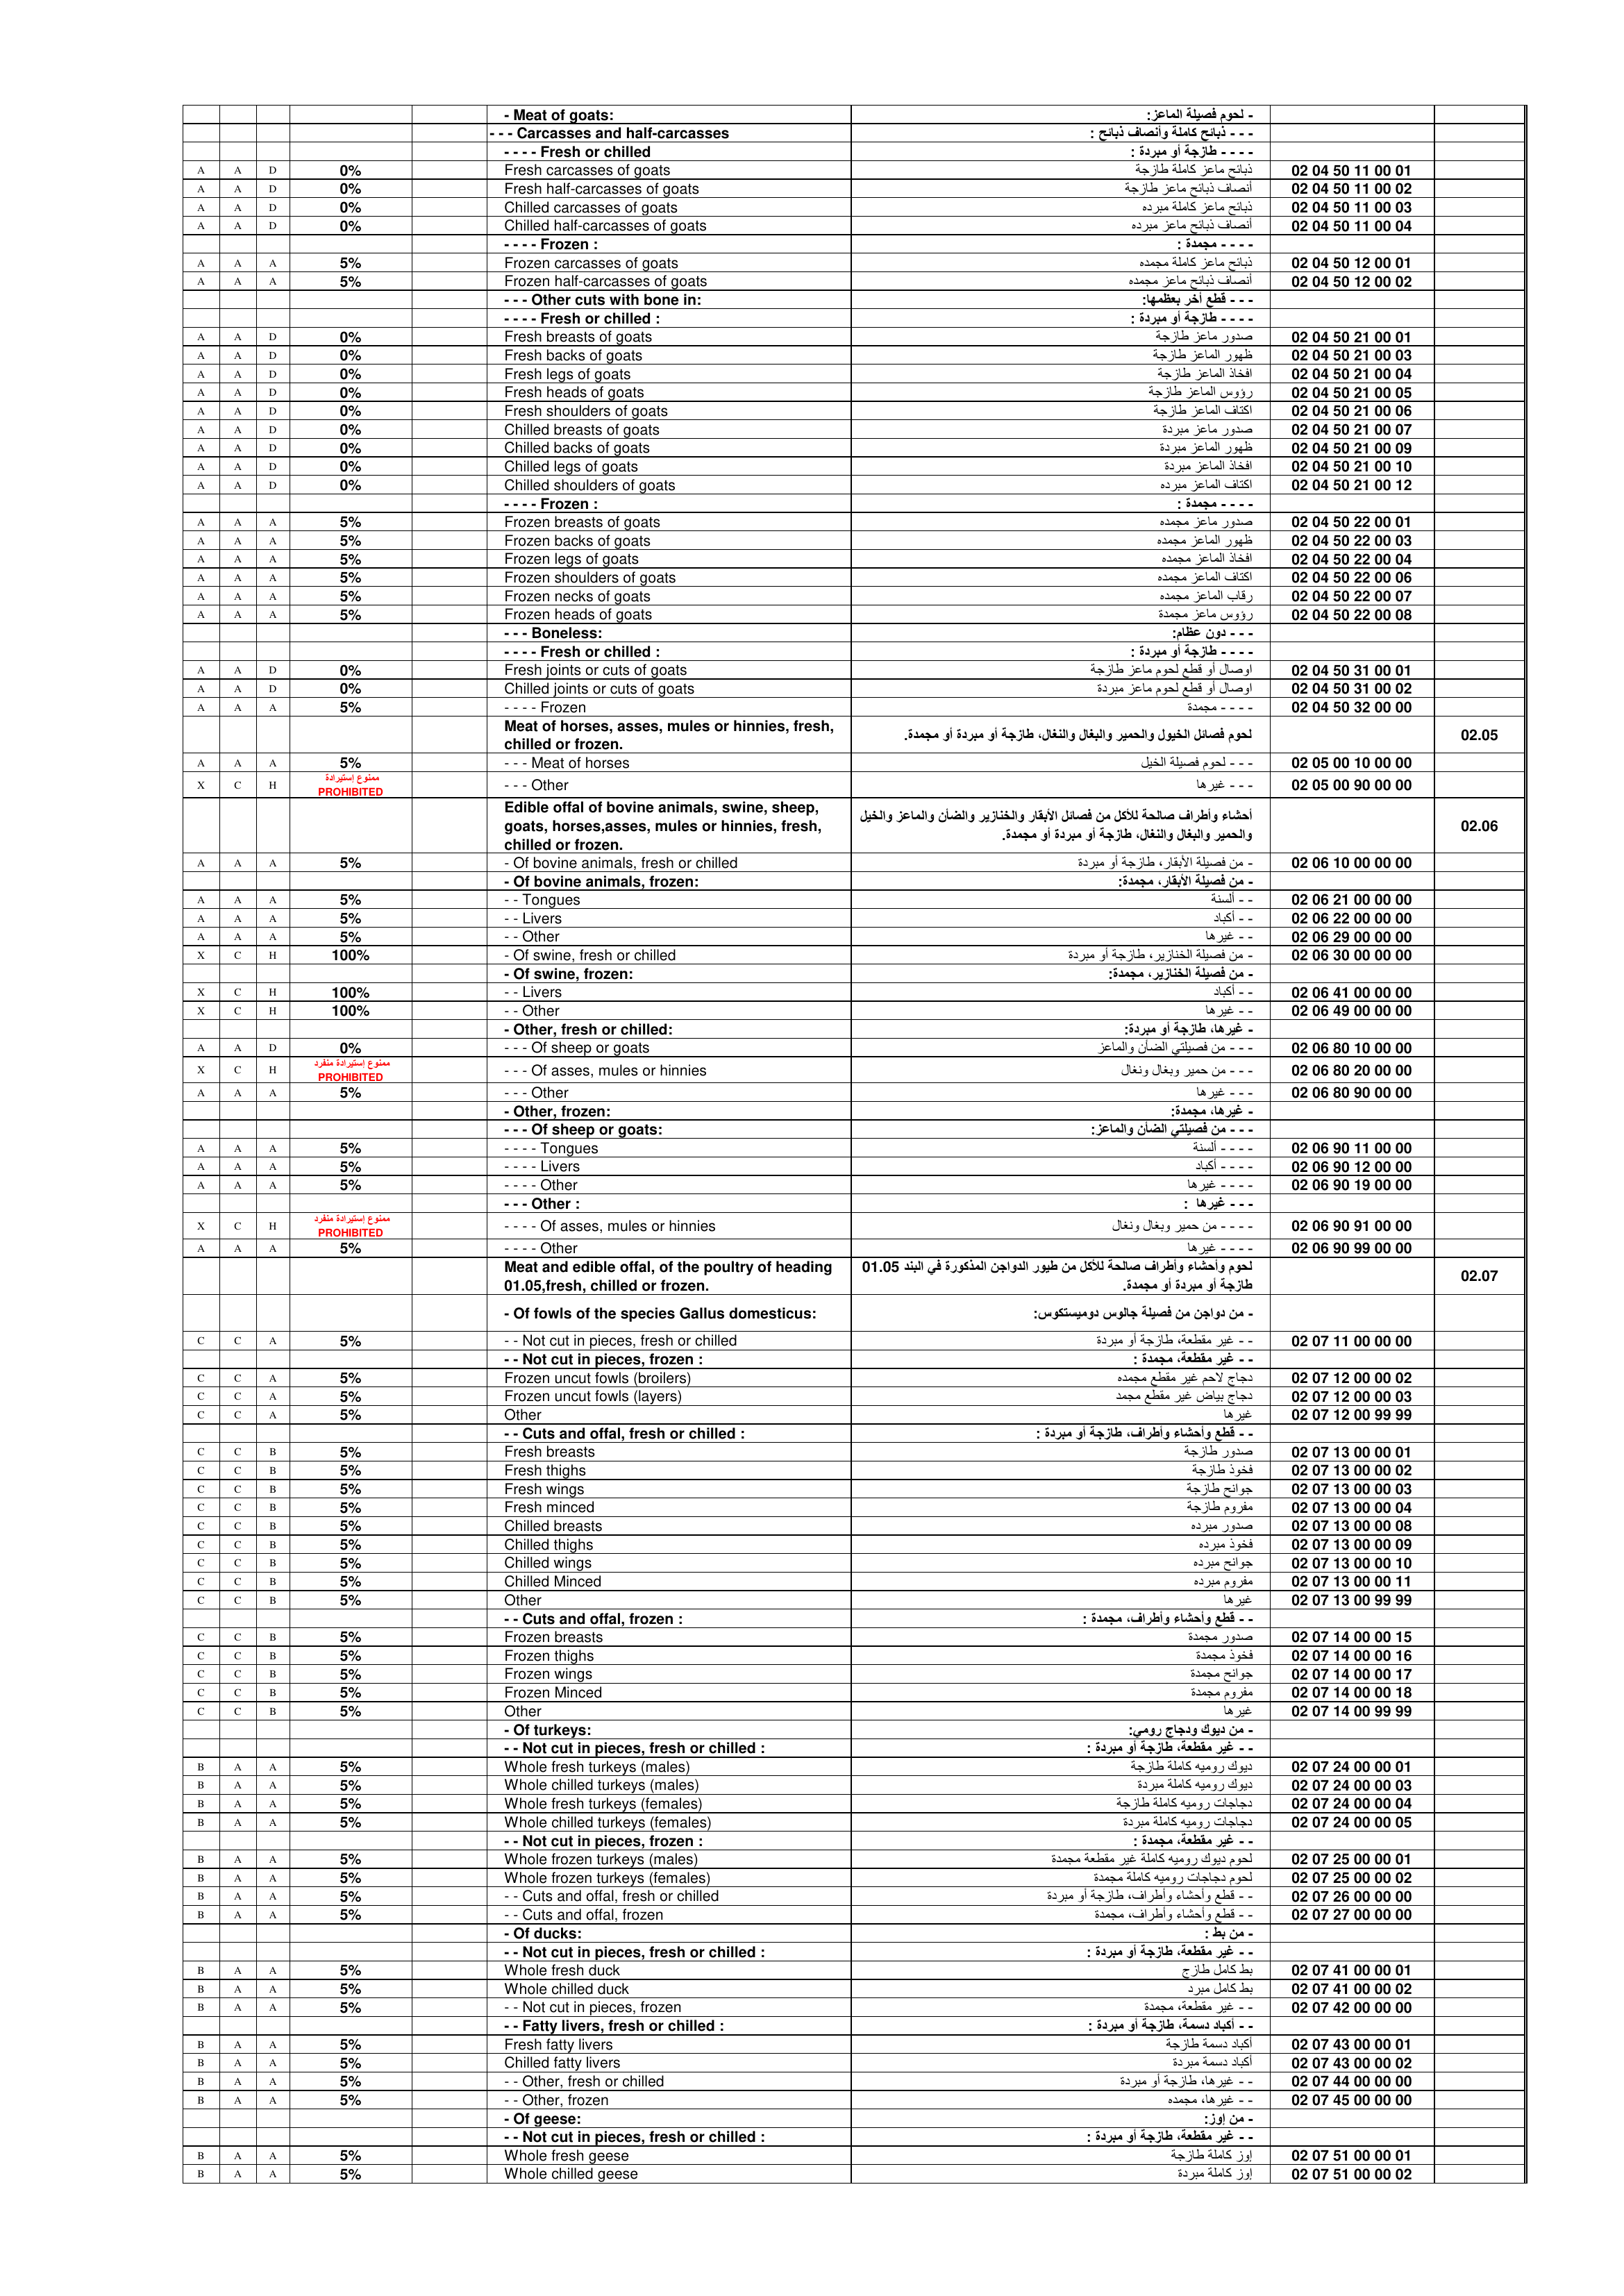 - Meat of goats: - لحوم فصيلة الماعز:
- - - Carcasses and half-carcasses - - - ذبائح كاملة وأنصاف ذبائح :
- - - - Fresh or chilled - - - - طازجة أو مبردة :
A A D 0% Fresh carcasses of goats ذبائح ماعز كاملة طازجة 02 04 50 11 00 01
A A D 0% Fresh half-carcasses of goats أنصاف ذبائح ماعز طازجة 02 04 50 11 00 02
A A D 0% Chilled carcasses of goats ذبائح ماعز كاملة مبرده 02 04 50 11 00 03
A A D 0% Chilled half-carcasses of goats أنصاف ذبائح ماعز مبرده 02 04 50 11 00 04
- - - - Frozen : - - - - مجمدة :
A A A 5% Frozen carcasses of goats ذبائح ماعز كاملة مجمده 02 04 50 12 00 01
A A A 5% Frozen half-carcasses of goats أنصاف ذبائح ماعز مجمده 02 04 50 12 00 02
- - - Other cuts with bone in: - - - قطع أخر بعظمها:
- - - - Fresh or chilled : - - - - طازجة أو مبردة :
A A D 0% Fresh breasts of goats صدور ماعز طازجة 02 04 50 21 00 01
A A D 0% Fresh backs of goats ظهور الماعز طازجة 02 04 50 21 00 03
A A D 0% Fresh legs of goats افخاذ الماعز طازجة 02 04 50 21 00 04
A A D 0% Fresh heads of goats رؤوس الماعز طازجة 02 04 50 21 00 05
A A D 0% Fresh shoulders of goats اكتاف الماعز طازجة 02 04 50 21 00 06
A A D 0% Chilled breasts of goats صدور ماعز مبردة 02 04 50 21 00 07
A A D 0% Chilled backs of goats ظهور الماعز مبردة 02 04 50 21 00 09
A A D 0% Chilled legs of goats افخاذ الماعز مبردة 02 04 50 21 00 10
A A D 0% Chilled shoulders of goats اكتاف الماعز مبرده 02 04 50 21 00 12
- - - - Frozen : - - - - مجمدة :
A A A 5% Frozen breasts of goats صدور ماعز مجمده 02 04 50 22 00 01
A A A 5% Frozen backs of goats ظهور الماعز مجمده 02 04 50 22 00 03
A A A 5% Frozen legs of goats افخاذ الماعز مجمده 02 04 50 22 00 04
A A A 5% Frozen shoulders of goats اكتاف الماعز مجمده 02 04 50 22 00 06
A A A 5% Frozen necks of goats رقاب الماعز مجمده 02 04 50 22 00 07
A A A 5% Frozen heads of goats رؤوس ماعز مجمدة 02 04 50 22 00 08
- - - Boneless: - - - دون عظام:
- - - - Fresh or chilled : - - - - طازجة أو مبردة :
A A D 0% Fresh joints or cuts of goats اوصال أو قطع لحوم ماعز طازجة 02 04 50 31 00 01
A A D 0% Chilled joints or cuts of goats اوصال أو قطع لحوم ماعز مبردة 02 04 50 31 00 02
A A A 5% - - - - Frozen - - - - مجمدة 02 04 50 32 00 00
Meat of horses, asses, mules or hinnies, fresh, chilled or frozen. لحوم فصائل الخيول والحمير والبغال والنغال، طازجة أو مبردة أو مجمدة. 02.05
A A A 5% - - - Meat of horses - - - لحوم فصيلة الخيل 02 05 00 10 00 00
X C H ممنوع إستيرادة PROHIBITED - - - Other - - - غيرها 02 05 00 90 00 00
Edible offal of bovine animals, swine, sheep, goats, horses,asses, mules or hinnies, fresh, chilled or frozen. أحشاء وأطراف صالحة للأكل من فصائل الأبقار والخنازير والضأن والماعز والخيل والحمير والبغال والنغال، طازجة أو مبردة أو مجمدة. 02.06
A A A 5% - Of bovine animals, fresh or chilled - من فصيلة الأبقار، طازجة أو مبردة 02 06 10 00 00 00
- Of bovine animals, frozen: - من فصيلة الأبقار، مجمدة:
A A A 5% - - Tongues - - ألسنة 02 06 21 00 00 00
A A A 5% - - Livers - - أكباد 02 06 22 00 00 00
A A A 5% - - Other - - غيرها 02 06 29 00 00 00
X C H 100% - Of swine, fresh or chilled - من فصيلة الخنازير، طازجة أو مبردة 02 06 30 00 00 00
- Of swine, frozen: - من فصيلة الخنازير، مجمدة:
X C H 100% - - Livers - - أكباد 02 06 41 00 00 00
X C H 100% - - Other - - غيرها 02 06 49 00 00 00
- Other, fresh or chilled: - غيرها، طازجة أو مبردة:
A A D 0% - - - Of sheep or goats - - - من فصيلتي الضأن والماعز 02 06 80 10 00 00
X C H ممنوع إستيرادة منفرد PROHIBITED - - - Of asses, mules or hinnies - - - من حمير وبغال ونغال 02 06 80 20 00 00
A A A 5% - - - Other - - - غيرها 02 06 80 90 00 00
- Other, frozen: - غيرها، مجمدة:
- - - Of sheep or goats: - - - من فصيلتي الضأن والماعز:
A A A 5% - - - - Tongues - - - - ألسنة 02 06 90 11 00 00
A A A 5% - - - - Livers - - - - أكباد 02 06 90 12 00 00
A A A 5% - - - - Other - - - - غيرها 02 06 90 19 00 00
- - - Other : - - - غيرها :
X C H ممنوع إستيرادة منفرد PROHIBITED - - - - Of asses, mules or hinnies - - - - من حمير وبغال ونغال 02 06 90 91 00 00
A A A 5% - - - - Other - - - - غيرها 02 06 90 99 00 00
Meat and edible offal, of the poultry of heading 01.05,fresh, chilled or frozen. لحوم وأحشاء وأطراف صالحة للأكل من طيور الدواجن المذكورة في البند 01.05 طازجة أو مبردة أو مجمدة. 02.07
- Of fowls of the species Gallus domesticus: - من دواجن من فصيلة جالوس دوميستكوس:
C C A 5% - - Not cut in pieces, fresh or chilled - - غير مقطعة، طازجة أو مبردة 02 07 11 00 00 00
- - Not cut in pieces, frozen : - - غير مقطعة، مجمدة :
C C A 5% Frozen uncut fowls (broilers) دجاج لاحم غير مقطع مجمده 02 07 12 00 00 02
C C A 5% Frozen uncut fowls (layers) دجاج بياض غير مقطع مجمد 02 07 12 00 00 03
C C A 5% Other غيرها 02 07 12 00 99 99
- - Cuts and offal, fresh or chilled : - - قطع وأحشاء وأطراف، طازجة أو مبردة :
C C B 5% Fresh breasts صدور طازجة 02 07 13 00 00 01
C C B 5% Fresh thighs فخوذ طازجة 02 07 13 00 00 02
C C B 5% Fresh wings جوانح طازجة 02 07 13 00 00 03
C C B 5% Fresh minced مفروم طازجة 02 07 13 00 00 04
C C B 5% Chilled breasts صدور مبرده 02 07 13 00 00 08
C C B 5% Chilled thighs فخوذ مبرده 02 07 13 00 00 09
C C B 5% Chilled wings جوانح مبرده 02 07 13 00 00 10
C C B 5% Chilled Minced مفروم مبرده 02 07 13 00 00 11
C C B 5% Other غيرها 02 07 13 00 99 99
- - Cuts and offal, frozen : - - قطع وأحشاء وأطراف، مجمدة :
C C B 5% Frozen breasts صدور مجمدة 02 07 14 00 00 15
C C B 5% Frozen thighs فخوذ مجمدة 02 07 14 00 00 16
C C B 5% Frozen wings جوانح مجمدة 02 07 14 00 00 17
C C B 5% Frozen Minced مفروم مجمدة 02 07 14 00 00 18
C C B 5% Other غيرها 02 07 14 00 99 99
- Of turkeys: - من ديوك ودجاج رومي:
- - Not cut in pieces, fresh or chilled : - - غير مقطعة، طازجة أو مبردة :
B A A 5% Whole fresh turkeys (males) ديوك روميه كاملة طازجة 02 07 24 00 00 01
B A A 5% Whole chilled turkeys (males) ديوك روميه كاملة مبردة 02 07 24 00 00 03
B A A 5% Whole fresh turkeys (females) دجاجات روميه كاملة طازجة 02 07 24 00 00 04
B A A 5% Whole chilled turkeys (females) دجاجات روميه كاملة مبردة 02 07 24 00 00 05
- - Not cut in pieces, frozen : - - غير مقطعة، مجمدة :
B A A 5% Whole frozen turkeys (males) لحوم ديوك روميه كاملة غير مقطعة مجمدة 02 07 25 00 00 01
B A A 5% Whole frozen turkeys (females) لحوم دجاجات روميه كاملة مجمدة 02 07 25 00 00 02
B A A 5% - - Cuts and offal, fresh or chilled - - قطع وأحشاء وأطراف، طازجة أو مبردة 02 07 26 00 00 00
B A A 5% - - Cuts and offal, frozen - - قطع وأحشاء وأطراف، مجمدة 02 07 27 00 00 00
- Of ducks: - من بط :
- - Not cut in pieces, fresh or chilled : - - غير مقطعة، طازجة أو مبردة :
B A A 5% Whole fresh duck بط كامل طازج 02 07 41 00 00 01
B A A 5% Whole chilled duck بط كامل مبرد 02 07 41 00 00 02
B A A 5% - - Not cut in pieces, frozen - - غير مقطعة، مجمدة 02 07 42 00 00 00
- - Fatty livers, fresh or chilled : - - أكباد دسمة، طازجة أو مبردة :
B A A 5% Fresh fatty livers أكباد دسمة طازجة 02 07 43 00 00 01
B A A 5% Chilled fatty livers أكباد دسمة مبردة 02 07 43 00 00 02
B A A 5% - - Other, fresh or chilled - - غيرها، طازجة أو مبردة 02 07 44 00 00 00
B A A 5% - - Other, frozen - - غيرها، مجمده 02 07 45 00 00 00
- Of geese: - من إوز:
- - Not cut in pieces, fresh or chilled : - - غير مقطعة، طازجة أو مبردة :
B A A 5% Whole fresh geese إوز كاملة طازجة 02 07 51 00 00 01
B A A 5% Whole chilled geese إوز كاملة مبردة 02 07 51 00 00 02